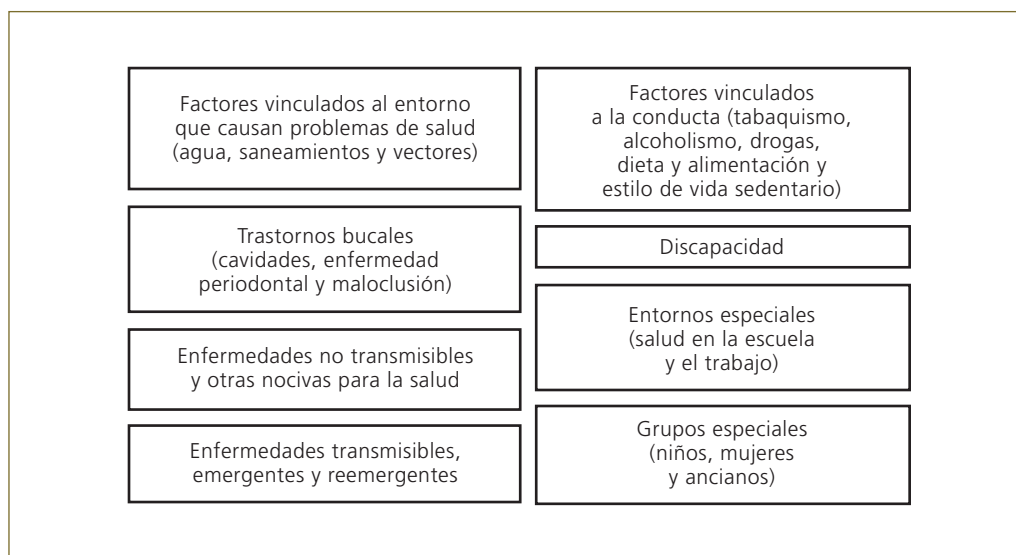 Factores vinculados al entorno
que causan problemas de salud
(agua, saneamientos y vectores)
Trastornos bucales
(cavidades, enfermedad
periodontal y maloclusión)
Enfermedades no transmisibles
y otras nocivas para la salud
Enfermedades transmisibles,
emergentes y reemergentes
Factores vinculados
a la conducta (tabaquismo,
alcoholismo, drogas,
dieta y alimentación y
estilo de vida sedentario)
Discapacidad
Entornos especiales
(salud en la escuela
y el trabajo)
Grupos especiales
(niños, mujeres
y ancianos)